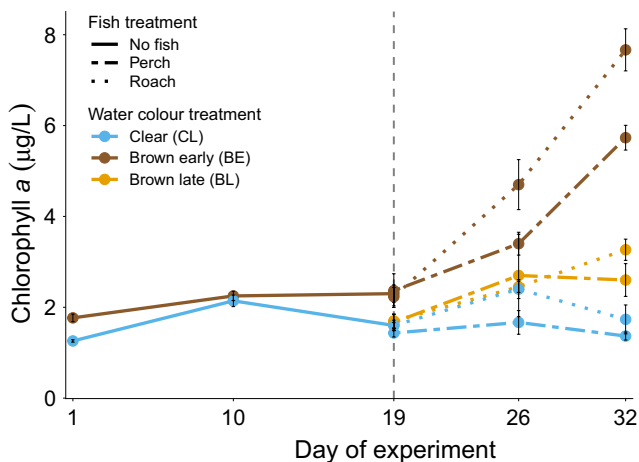 Fish treatment
No fish
Perch
Roach
Water colour treatment
Clear (CL)
Brown early (BE)
Brown late (BL)
Chlorophyll a (μg/L)
8
6
4
2
0
1 10 19 26 32
Day of experiment